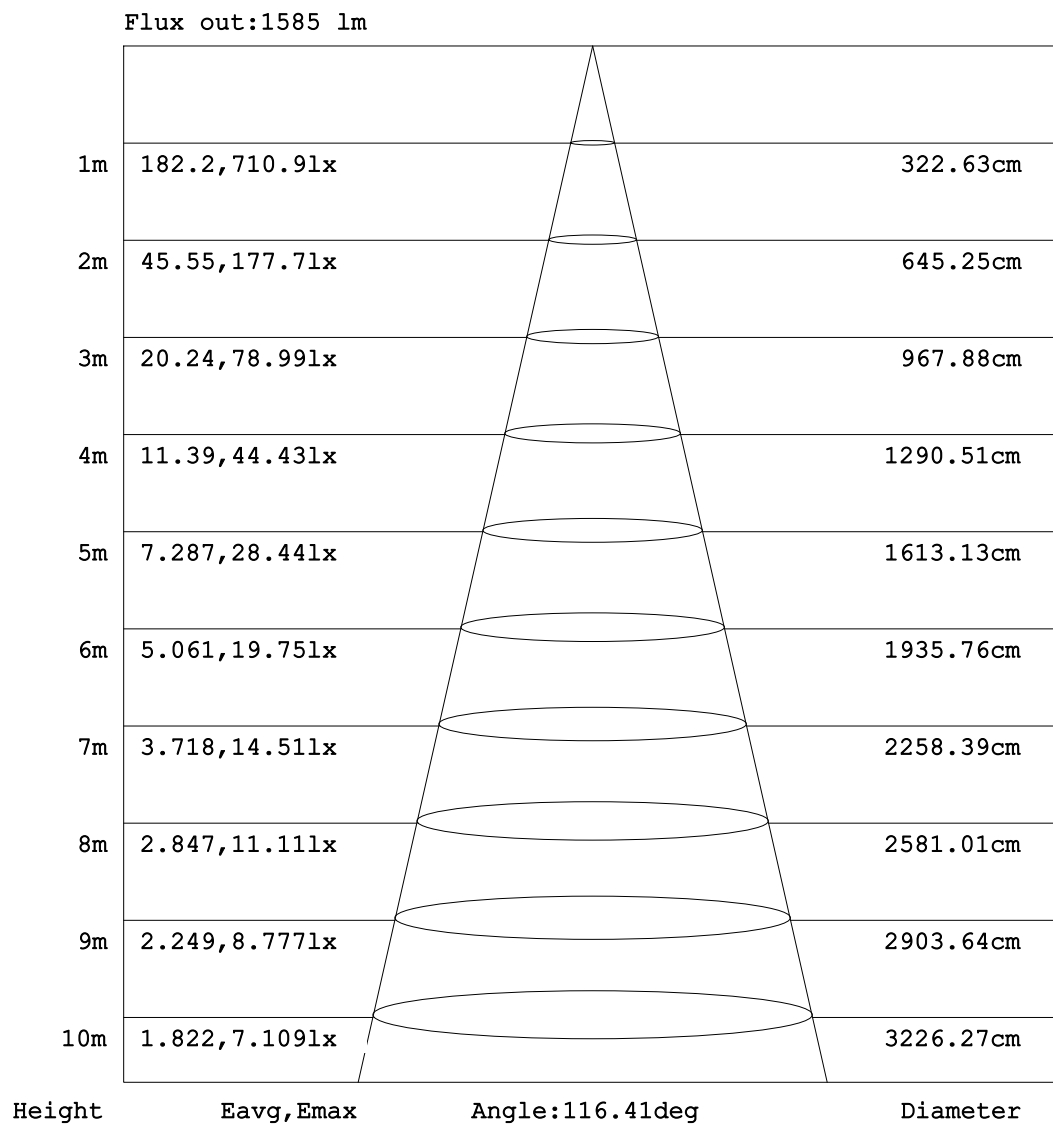 Flux out:1585 lm
1m 182.2,710.9lx 322.63cm
2m 45.55,177.7lx 645.25cm
3m 20.24,78.99lx 967.88cm
4m 11.39,44.43lx 1290.51cm
5m 7.287,28.44lx 1613.13cm
6m 5.061,19.75lx 1935.76cm
7m 3.718,14.51lx 2258.39cm
8m 2.847,11.11lx 2581.01cm
9m 2.249,8.777lx 2903.64cm
10m 1.822,7.109lx 3226.27cm
Height Eavg,Emax Angle:116.41deg Diameter